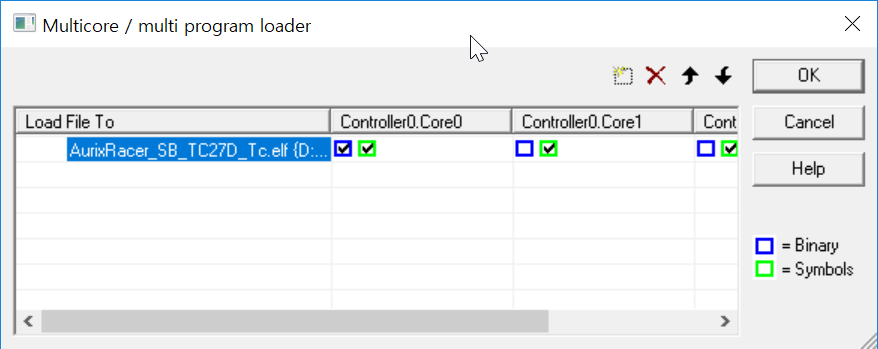 Multicore / multi program loader
OK
Load File To Controller0.Core0 Controller0.Core1 Cont
Cancel
AurixRacer_SB_TC27D_Tc.elf {D:...
Help
= Binary
= Symbols